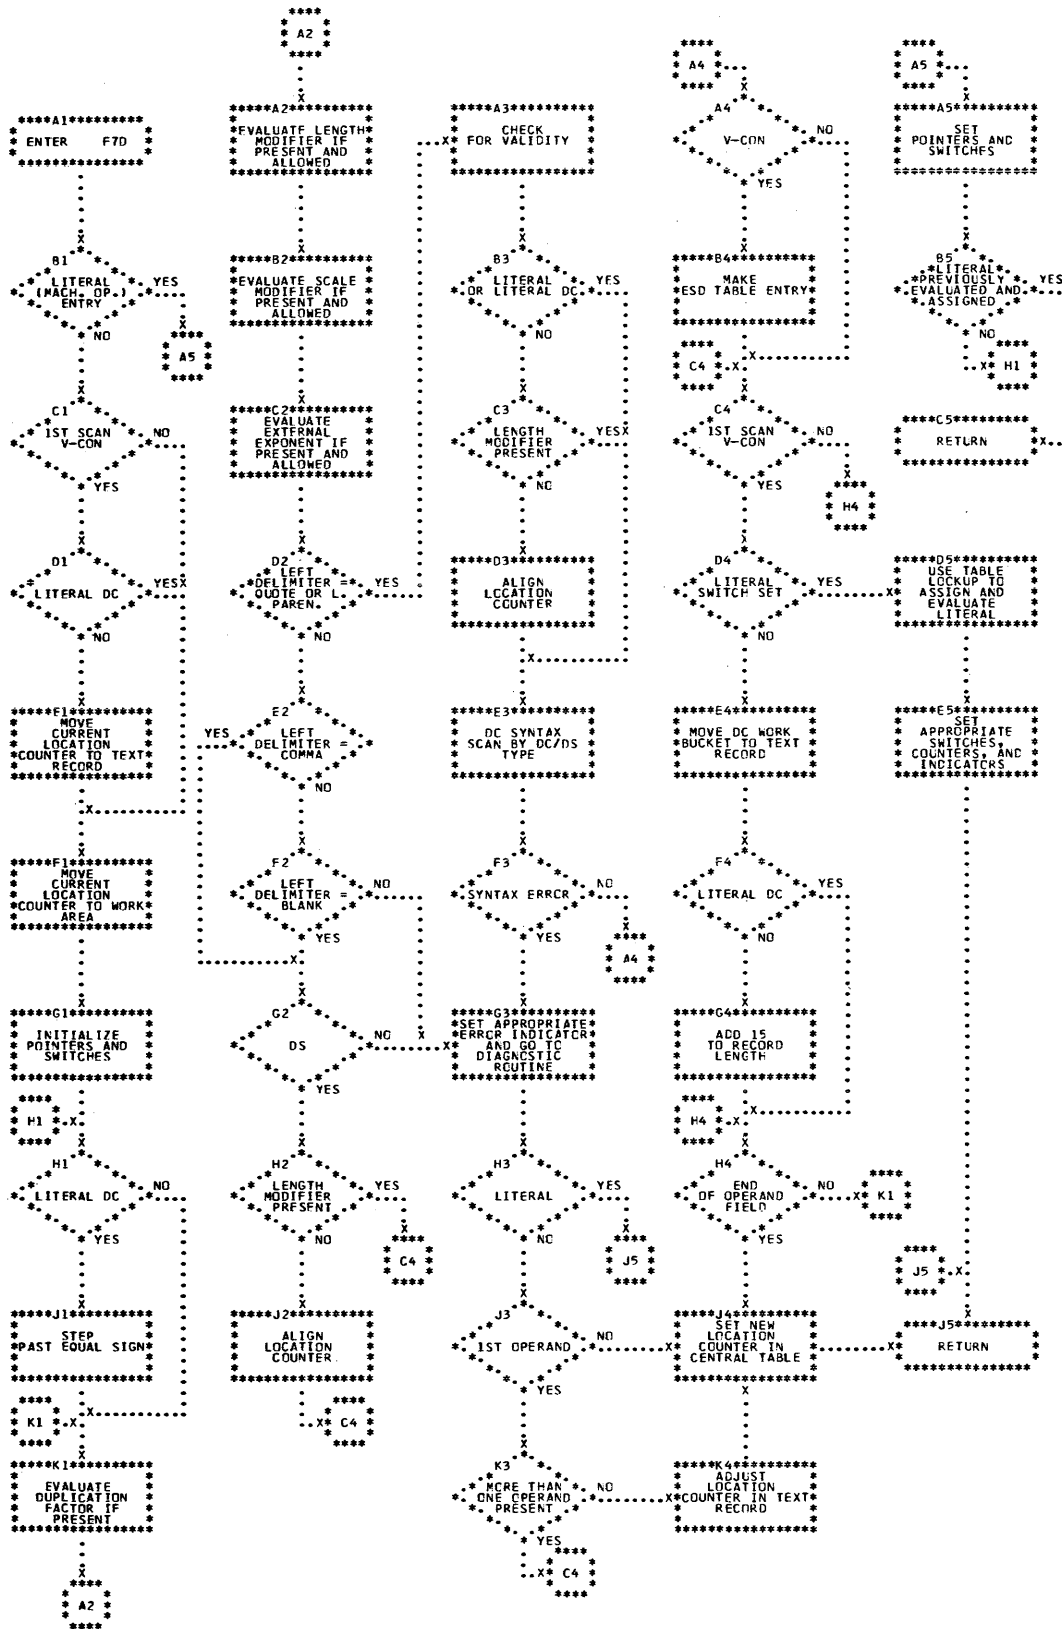 A2
A4
A5
A1
ENTER F7D
A2
EVALUATE LENGTH
MODIFIER IF
PRESENT AND
ALLOWED
A3
CHECK
FOR VALIDITY
A4
V-CON
NO
YES
A5
SET
POINTERS AND
SWITCHES
B1
LITERAL
(MACH. OP.)
ENTRY
YES
NO
A5
B2
EVALUATE SCALE
MODIFIER IF
PRESENT AND
ALLOWED
B3
LITERAL
OR LITERAL DC
YES
NO
B4
MAKE
ESD TABLE ENTRY
B5
LITERAL
PREVIOUSLY
EVALUATED AND
ASSIGNED
YES
NO
H1
C4
C1
1ST SCAN
V-CON
NO
YES
C2
EVALUATE
EXTERNAL
EXPONENT IF
PRESENT AND
ALLOWED
C3
LENGTH
MODIFIER
PRESENT
YES
NO
C4
1ST SCAN
V-CON
NO
YES
H4
C5
RETURN
D1
LITERAL DC
YES
NO
D2
LEFT
DELIMITER =
QUOTE OR L.
PAREN.
YES
NO
D3
ALIGN
LOCATION
COUNTER
D4
LITERAL
SWITCH SET
YES
NO
D5
USE TABLE
LOCKUP TO
ASSIGN AND
EVALUATE
LITERAL
E1
MOVE
CURRENT
LOCATION
COUNTER TO TEXT
RECORD
E2
LEFT
DELIMITER =
COMMA
YES
NO
E3
DC SYNTAX
SCAN BY DC/DS
TYPE
E4
MOVE DC WORK
BUCKET TO TEXT
RECORD
E5
SET
APPROPRIATE
SWITCHES,
COUNTERS, AND
INDICATORS
F1
MOVE
CURRENT
LOCATION
COUNTER TO WORK
AREA
F2
LEFT
DELIMITER =
BLANK
NO
YES
F3
SYNTAX ERRCR
NO
YES
A4
F4
LITERAL DC
YES
NO
G1
INITIALIZE
POINTERS AND
SWITCHES
G2
DS
NO
YES
G3
SET APPROPRIATE
ERROR INDICATOR
AND GO TC
DIAGNCSTIC
ROUTINE
G4
ADD 15
TO RECORD
LENGTH
H1
H4
H1
LITERAL DC
NO
YES
H2
LENGTH
MODIFIER
PRESENT
YES
NO
C4
H3
LITERAL
YES
NC
J5
H4
END
OF OPERAND
FIELD
NO
YES
K1
J5
J1
STEP
PAST EQUAL SIGN
J2
ALIGN
LOCATION
COUNTER
C4
J3
1ST OPERAND
NO
YES
J4
SET NEW
LOCATION
COUNTER IN
CENTRAL TABLE
J5
RETURN
K1
K1
EVALUATE
DUPLICATION
FACTOR IF
PRESENT
A2
K3
MORE THAN
ONE OPERAND
PRESENT
NO
YES
C4
K4
ADJUST
LOCATION
COUNTER IN TEXT
RECORD